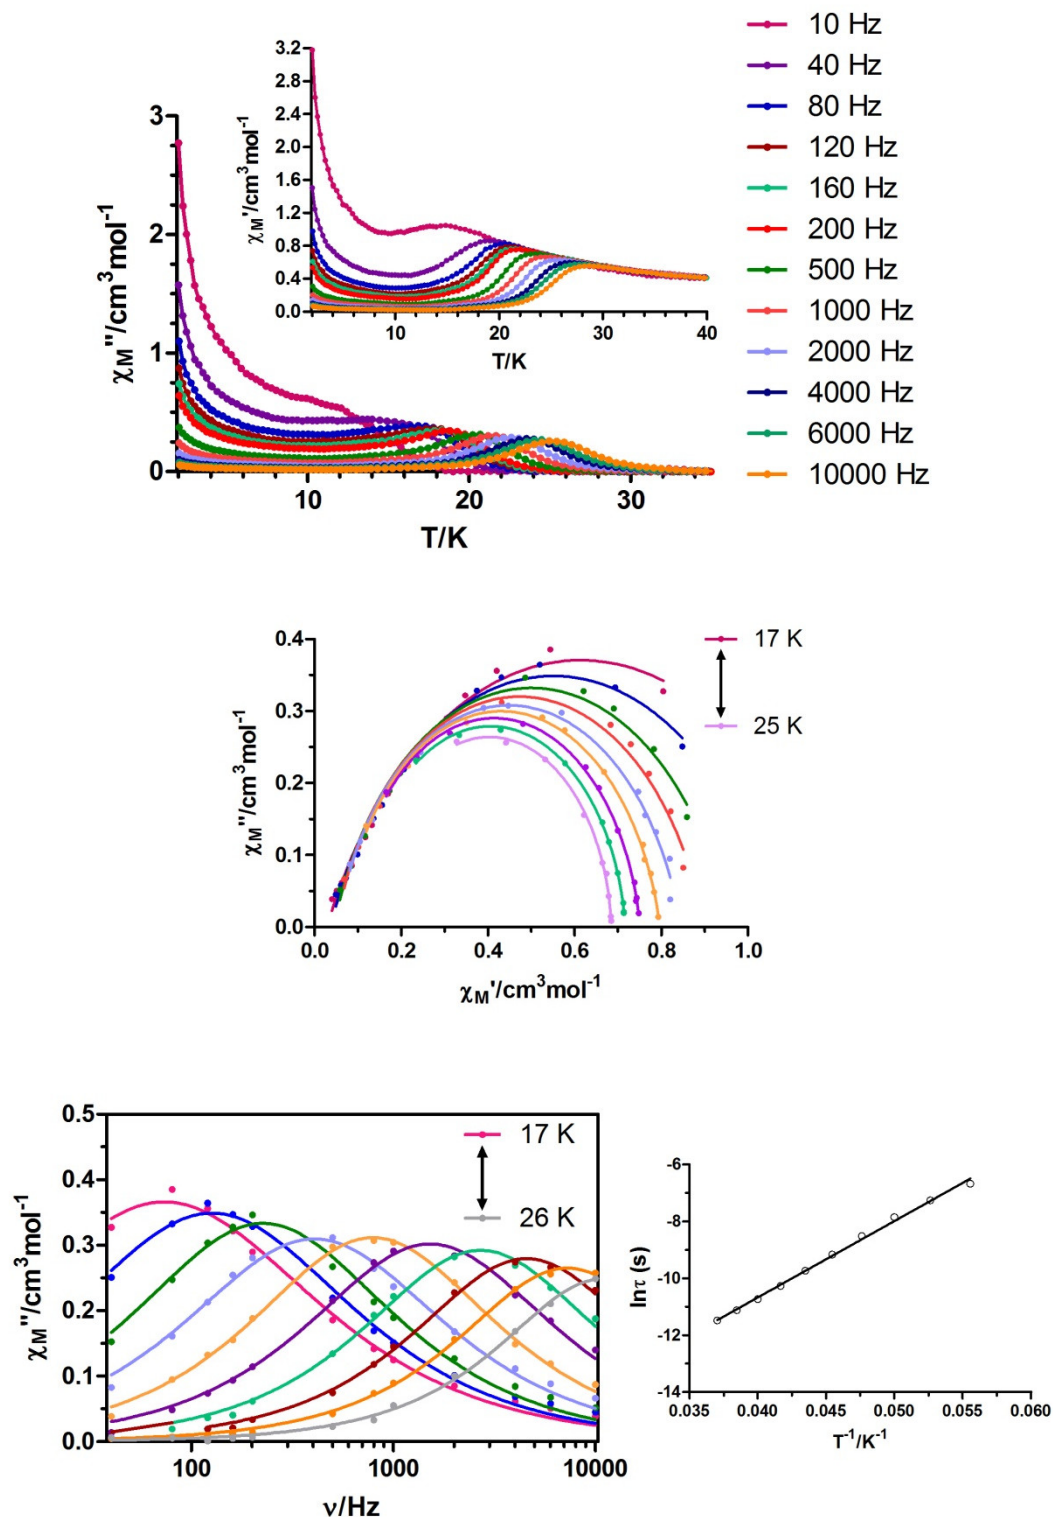 χM''/cm3mol-1
3
2
1
0
10
20
30
T/K
χM'/cm3mol-1
3.2
2.8
2.4
2.0
1.6
1.2
0.8
0.4
0.0
10
20
30
40
T/K
10 Hz
40 Hz
80 Hz
120 Hz
160 Hz
200 Hz
500 Hz
1000 Hz
2000 Hz
4000 Hz
6000 Hz
10000 Hz
χM''/cm3mol-1
0.4
0.3
0.2
0.1
0.0
0.0
0.2
0.4
0.6
0.8
1.0
χM'/cm3mol-1
17 K
25 K
χM''/cm3mol-1
0.5
0.4
0.3
0.2
0.1
0.0
100
1000
10000
ν/Hz
17 K
26 K
lnτ (s)
-6
-8
-10
-12
-14
0.035
0.040
0.045
0.050
0.055
0.060
T-1/K-1